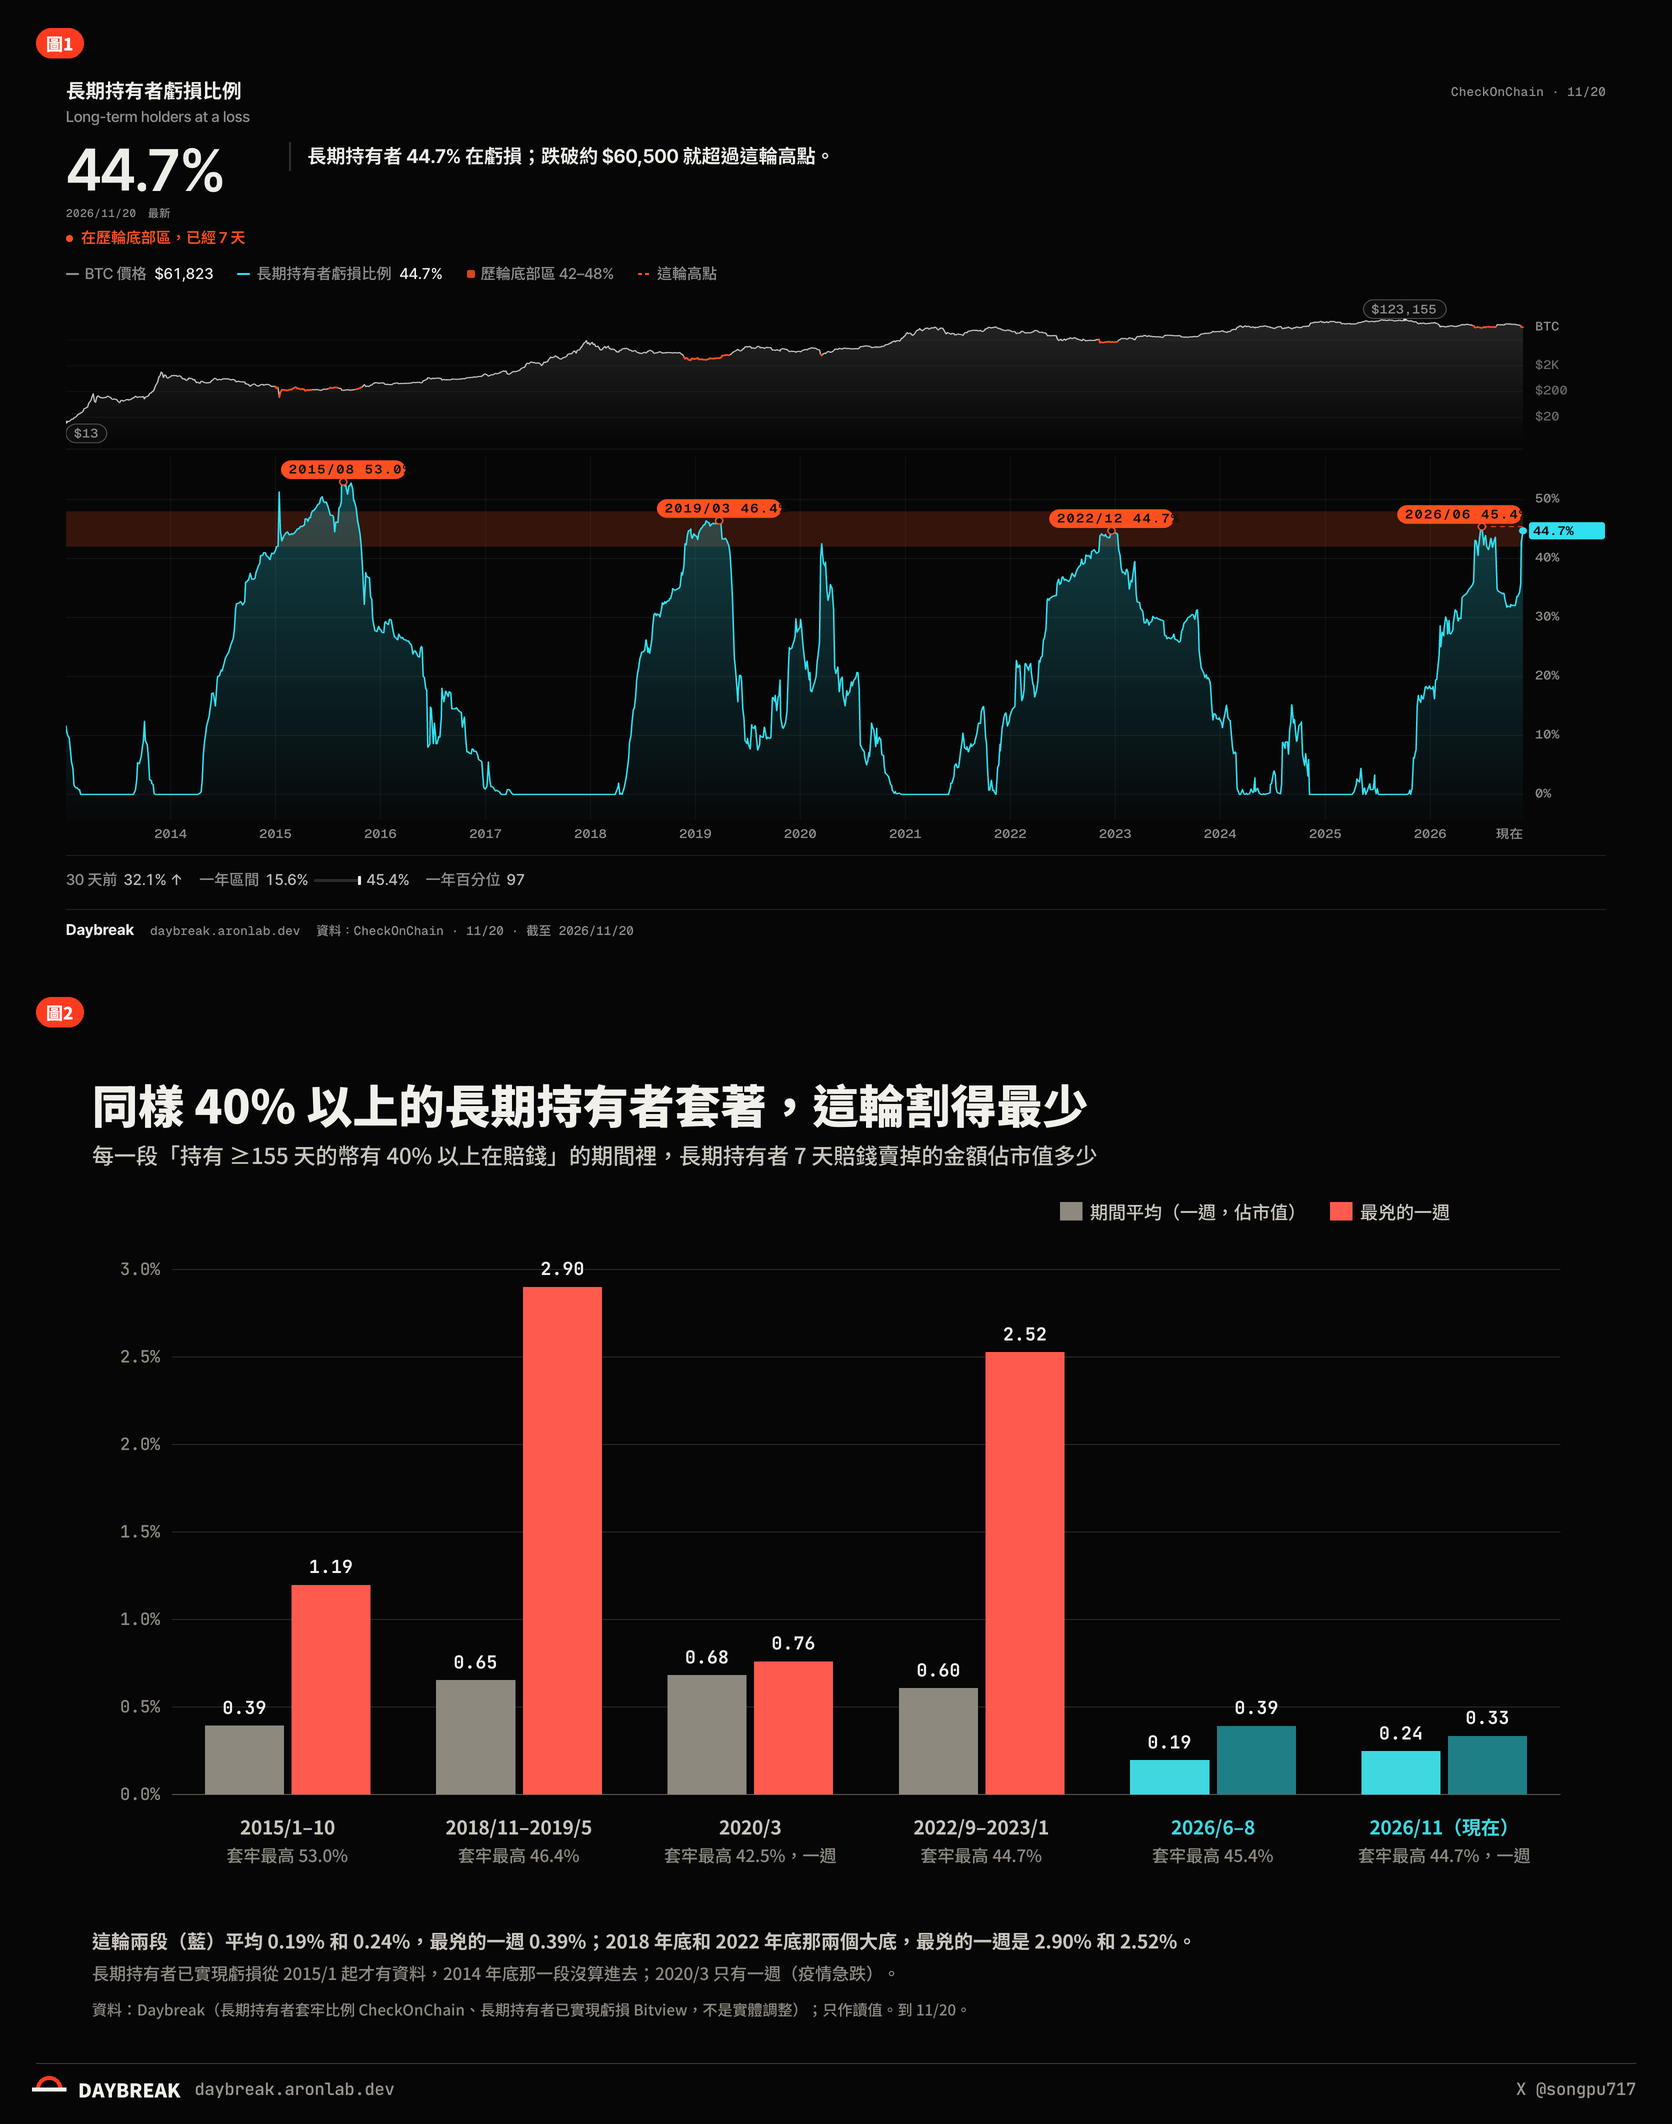 圖1
長期持有者虧損比例
CheckOnChain · 11/20
Long-term holders at a loss
44.7%
長期持有者 44.7% 在虧損；跌破約 $60,500 就超過這輪高點。
2026/11/20 最新
在歷輪底部區，已經 7 天
BTC 價格 $61,823 長期持有者虧損比例 44.7% 歷輪底部區 42–48% 這輪高點
$123,155
BTC
$2K
$200
$20
$13
2015/08 53.0%
2019/03 46.4%
2022/12 44.7%
2026/06 45.4%
50%
44.7%
40%
30%
20%
10%
0%
2014 2015 2016 2017 2018 2019 2020 2021 2022 2023 2024 2025 2026 現在
30 天前 32.1% ↑ 一年區間 15.6% 45.4% 一年百分位 97
Daybreak daybreak.aronlab.dev 資料：CheckOnChain · 11/20 · 截至 2026/11/20
圖2
同樣 40% 以上的長期持有者套著，這輪割得最少
每一段「持有 ≥155 天的幣有 40% 以上在賠錢」的期間裡，長期持有者 7 天賠錢賣掉的金額佔市值多少
期間平均（一週，佔市值） 最兇的一週
3.0%
2.5%
2.0%
1.5%
1.0%
0.5%
0.0%
0.39 1.19
0.65 2.90
0.68 0.76
0.60 2.52
0.19 0.39
0.24 0.33
2015/1–10 2018/11–2019/5 2020/3 2022/9–2023/1 2026/6–8 2026/11（現在）
套牢最高 53.0% 套牢最高 46.4% 套牢最高 42.5%，一週 套牢最高 44.7% 套牢最高 45.4% 套牢最高 44.7%，一週
這輪兩段（藍）平均 0.19% 和 0.24%，最兇的一週 0.39%；2018 年底和 2022 年底那兩個大底，最兇的一週是 2.90% 和 2.52%。
長期持有者已實現虧損從 2015/1 起才有資料，2014 年底那一段沒算進去；2020/3 只有一週（疫情急跌）。
資料：Daybreak（長期持有者套牢比例 CheckOnChain、長期持有者已實現虧損 Bitview，不是實體調整）；只作讀值。到 11/20。
DAYBREAK daybreak.aronlab.dev
X @songpu717